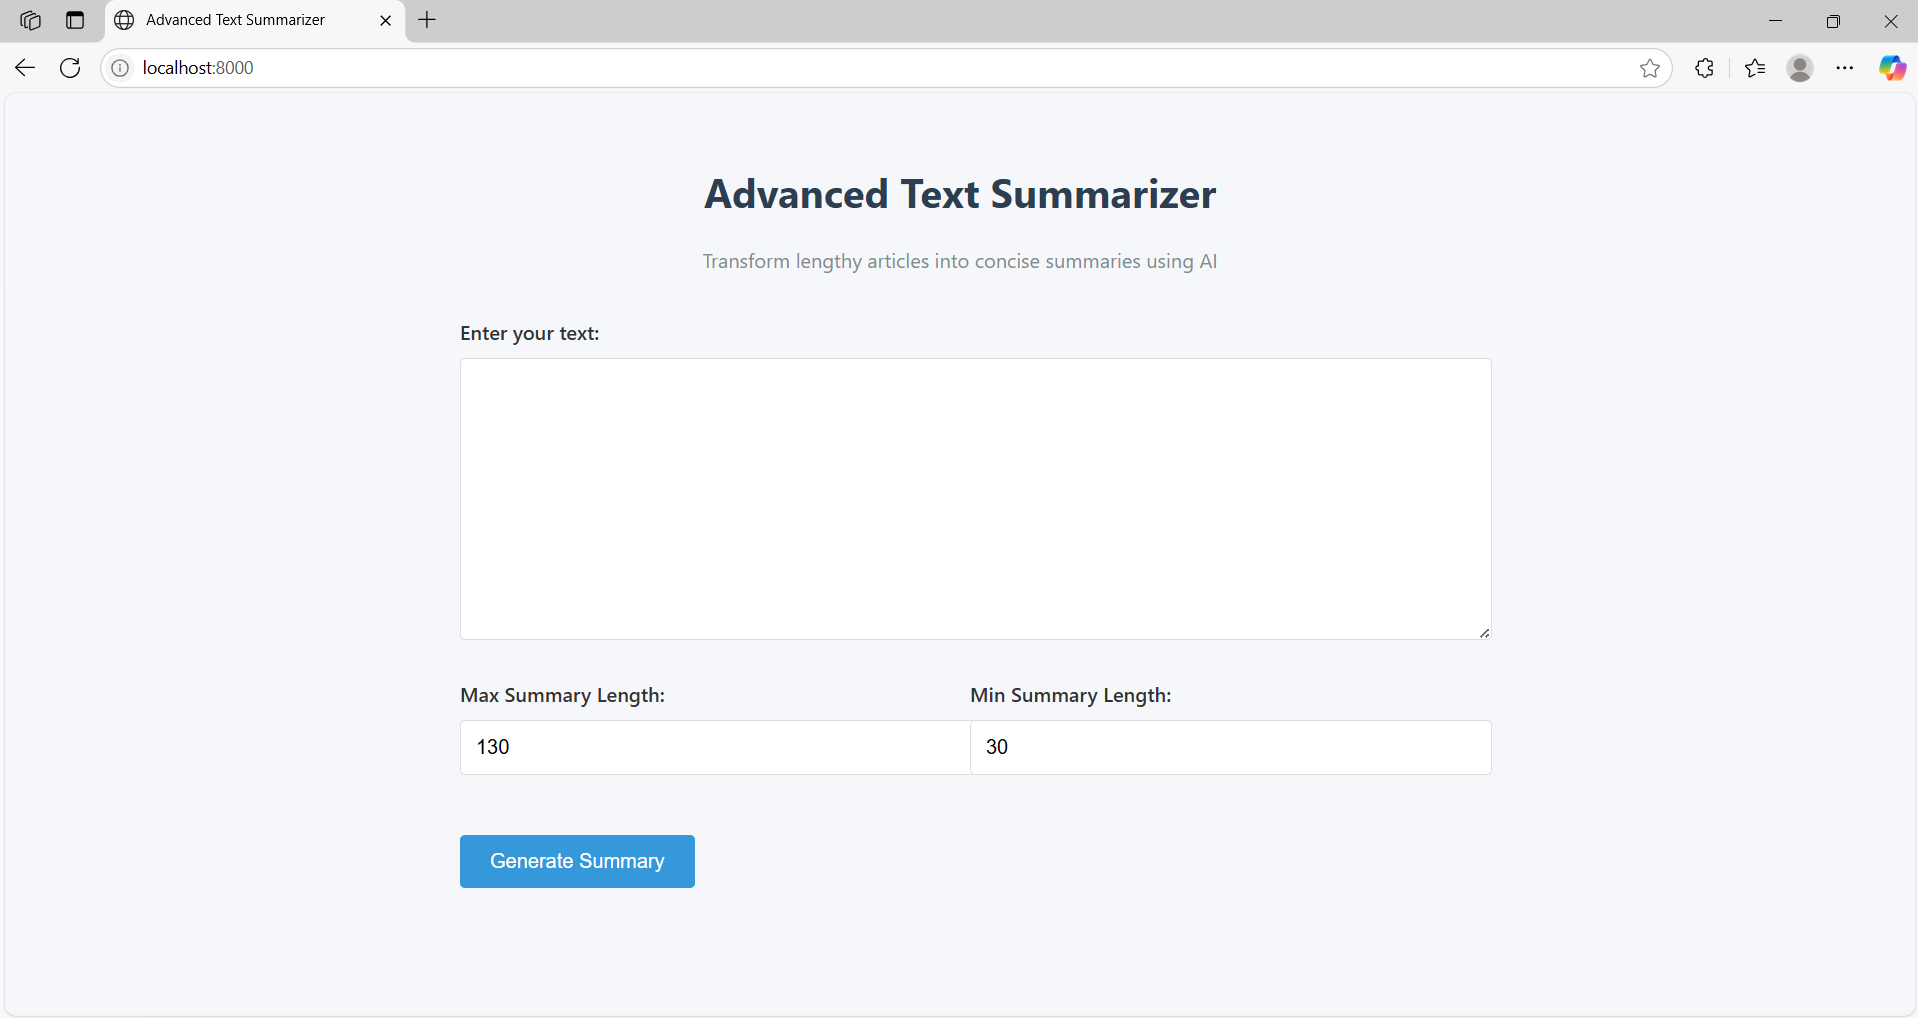 Advanced Text Summarizer
localhost:8000
Advanced Text Summarizer
Transform lengthy articles into concise summaries using AI
Enter your text:
Max Summary Length: Min Summary Length:
130 30
Generate Summary